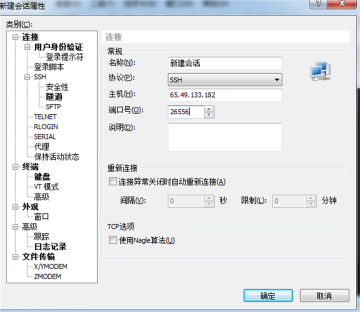 新建会话属性
类别(C):
连接
用户身份验证
登录提示符
登录脚本
SSH
安全性
隧道
SFTP
TELNET
RLOGIN
SERIAL
代理
保持活动状态
终端
键盘
VT 模式
高级
外观
窗口
高级
跟踪
日志记录
文件传输
X/YMODEM
ZMODEM
连接
常规
名称(N):
新建会话
协议(P):
SSH
主机(H):
65.49.133.182
端口号(O):
26556
说明(D):
重新连接
连接异常关闭时自动重新连接(A)
间隔(V):
0
秒
限制(L):
0
分钟
TCP选项
使用Nagle算法(U)
确定
取消